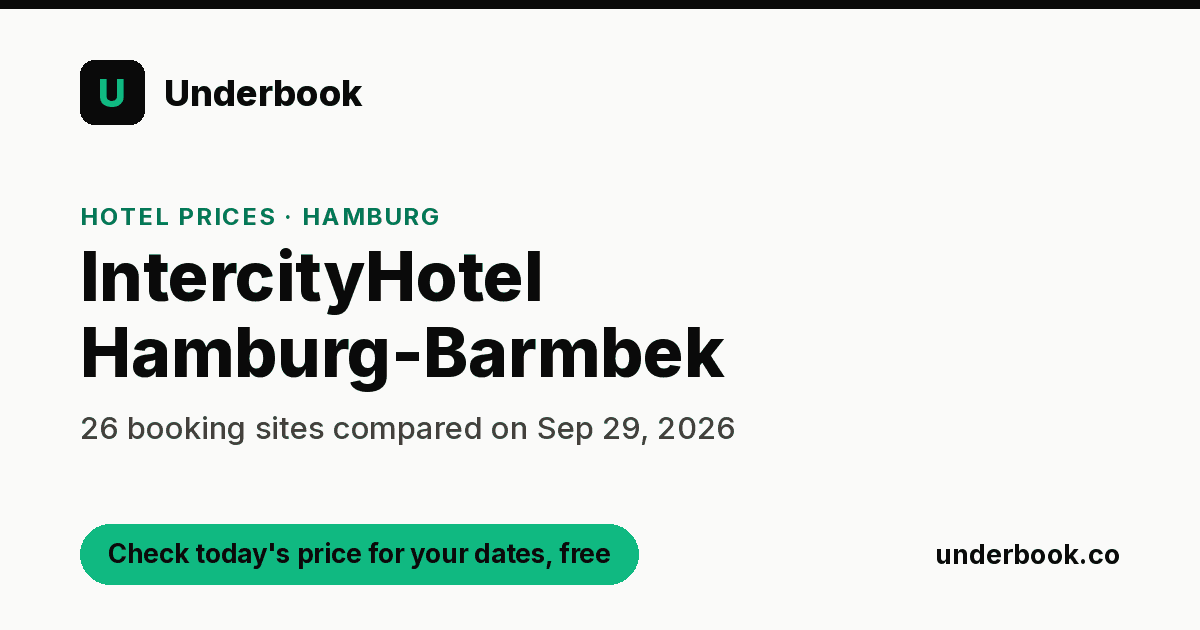 U Underbook
HOTEL PRICES · HAMBURG
IntercityHotel
Hamburg-Barmbek
26 booking sites compared on Sep 29, 2026
Check today's price for your dates, free
underbook.co